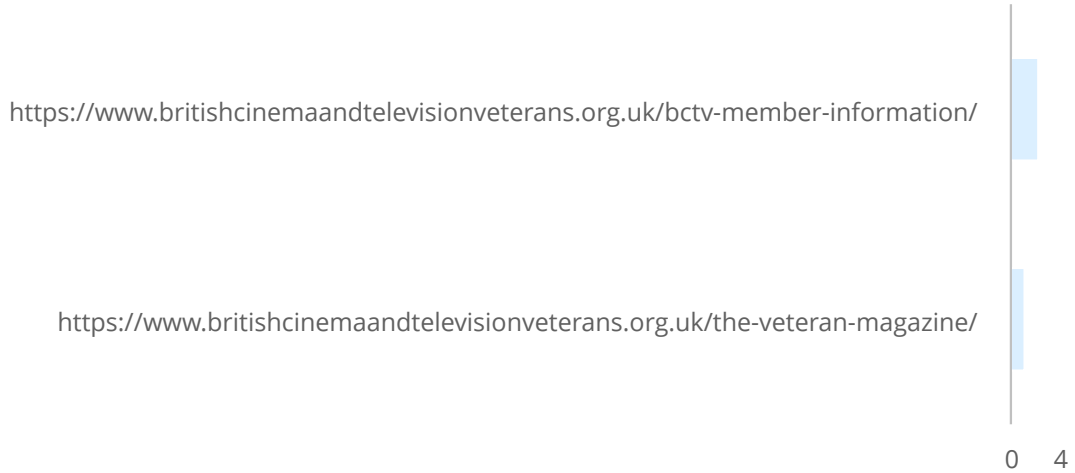 https://www.britishcinemaandtelevisionveterans.org.uk/bctv-member-information/
https://www.britishcinemaandtelevisionveterans.org.uk/the-veteran-magazine/
0 4